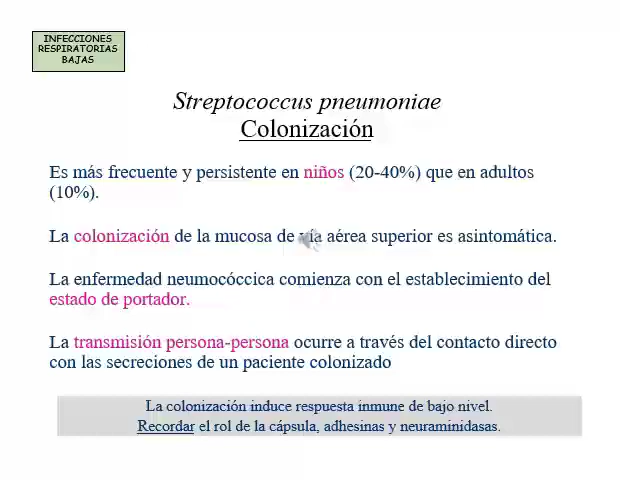 INFECCIONES
RESPIRATORIAS
BAJAS
Streptococcus pneumoniae
Colonización
Es más frecuente y persistente en niños (20-40%) que en adultos
(10%).
La colonización de la mucosa de vía aérea superior es asintomática.
La enfermedad neumocóccica comienza con el establecimiento del
estado de portador.
La transmisión persona-persona ocurre a través del contacto directo
con las secreciones de un paciente colonizado
La colonización induce respuesta inmune de bajo nivel.
Recordar el rol de la cápsula, adhesinas y neuraminidasas.